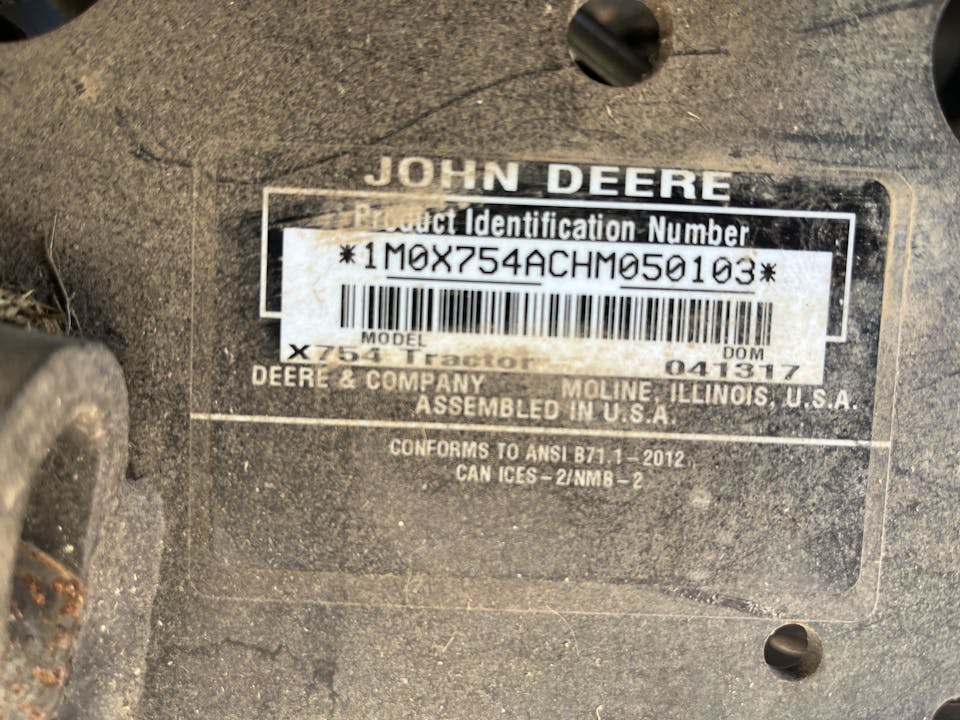 JOHN DEERE
Product Identification Number
*1M0X754ACHM050103*
MODEL DOM
X754 Tractor 041317
DEERE & COMPANY MOLINE, ILLINOIS, U.S.A.
ASSEMBLED IN U.S.A.
CONFORMS TO ANSI B71.1-2012
CAN ICES-2/NMB-2